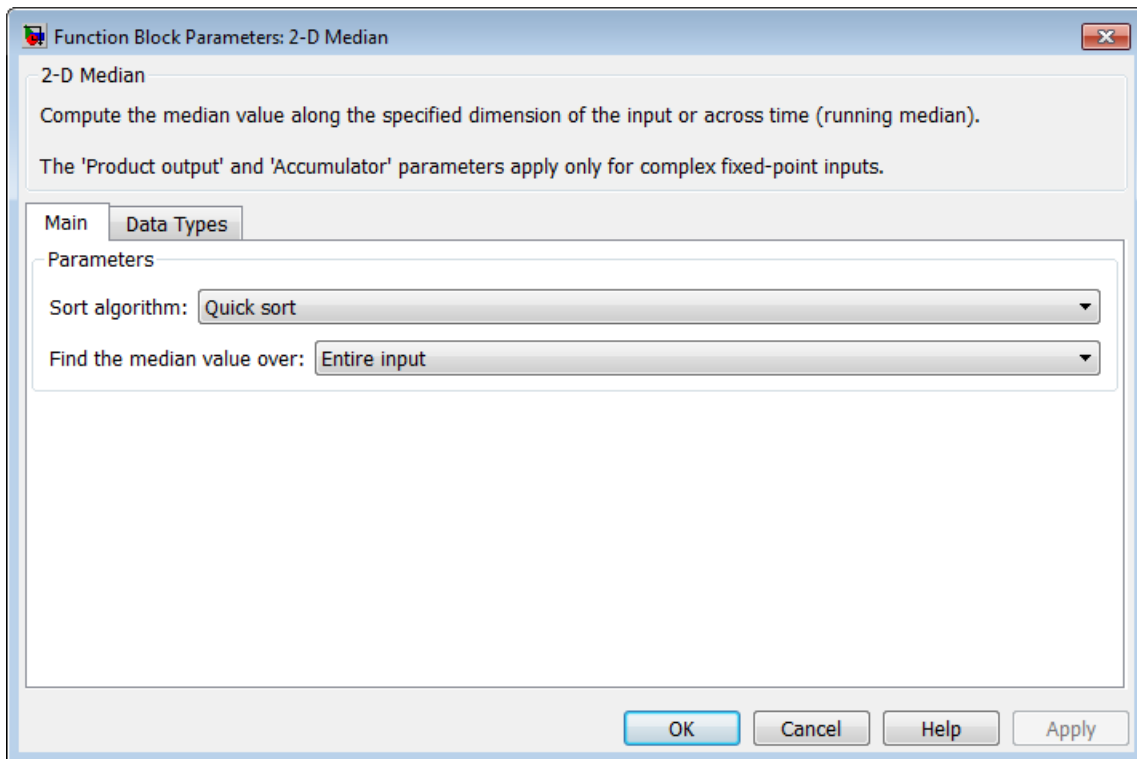 Function Block Parameters: 2-D Median
2-D Median
Compute the median value along the specified dimension of the input or across time (running median).
The 'Product output' and 'Accumulator' parameters apply only for complex fixed-point inputs.
Main
Data Types
Parameters
Sort algorithm: Quick sort
Find the median value over: Entire input
OK Cancel Help Apply